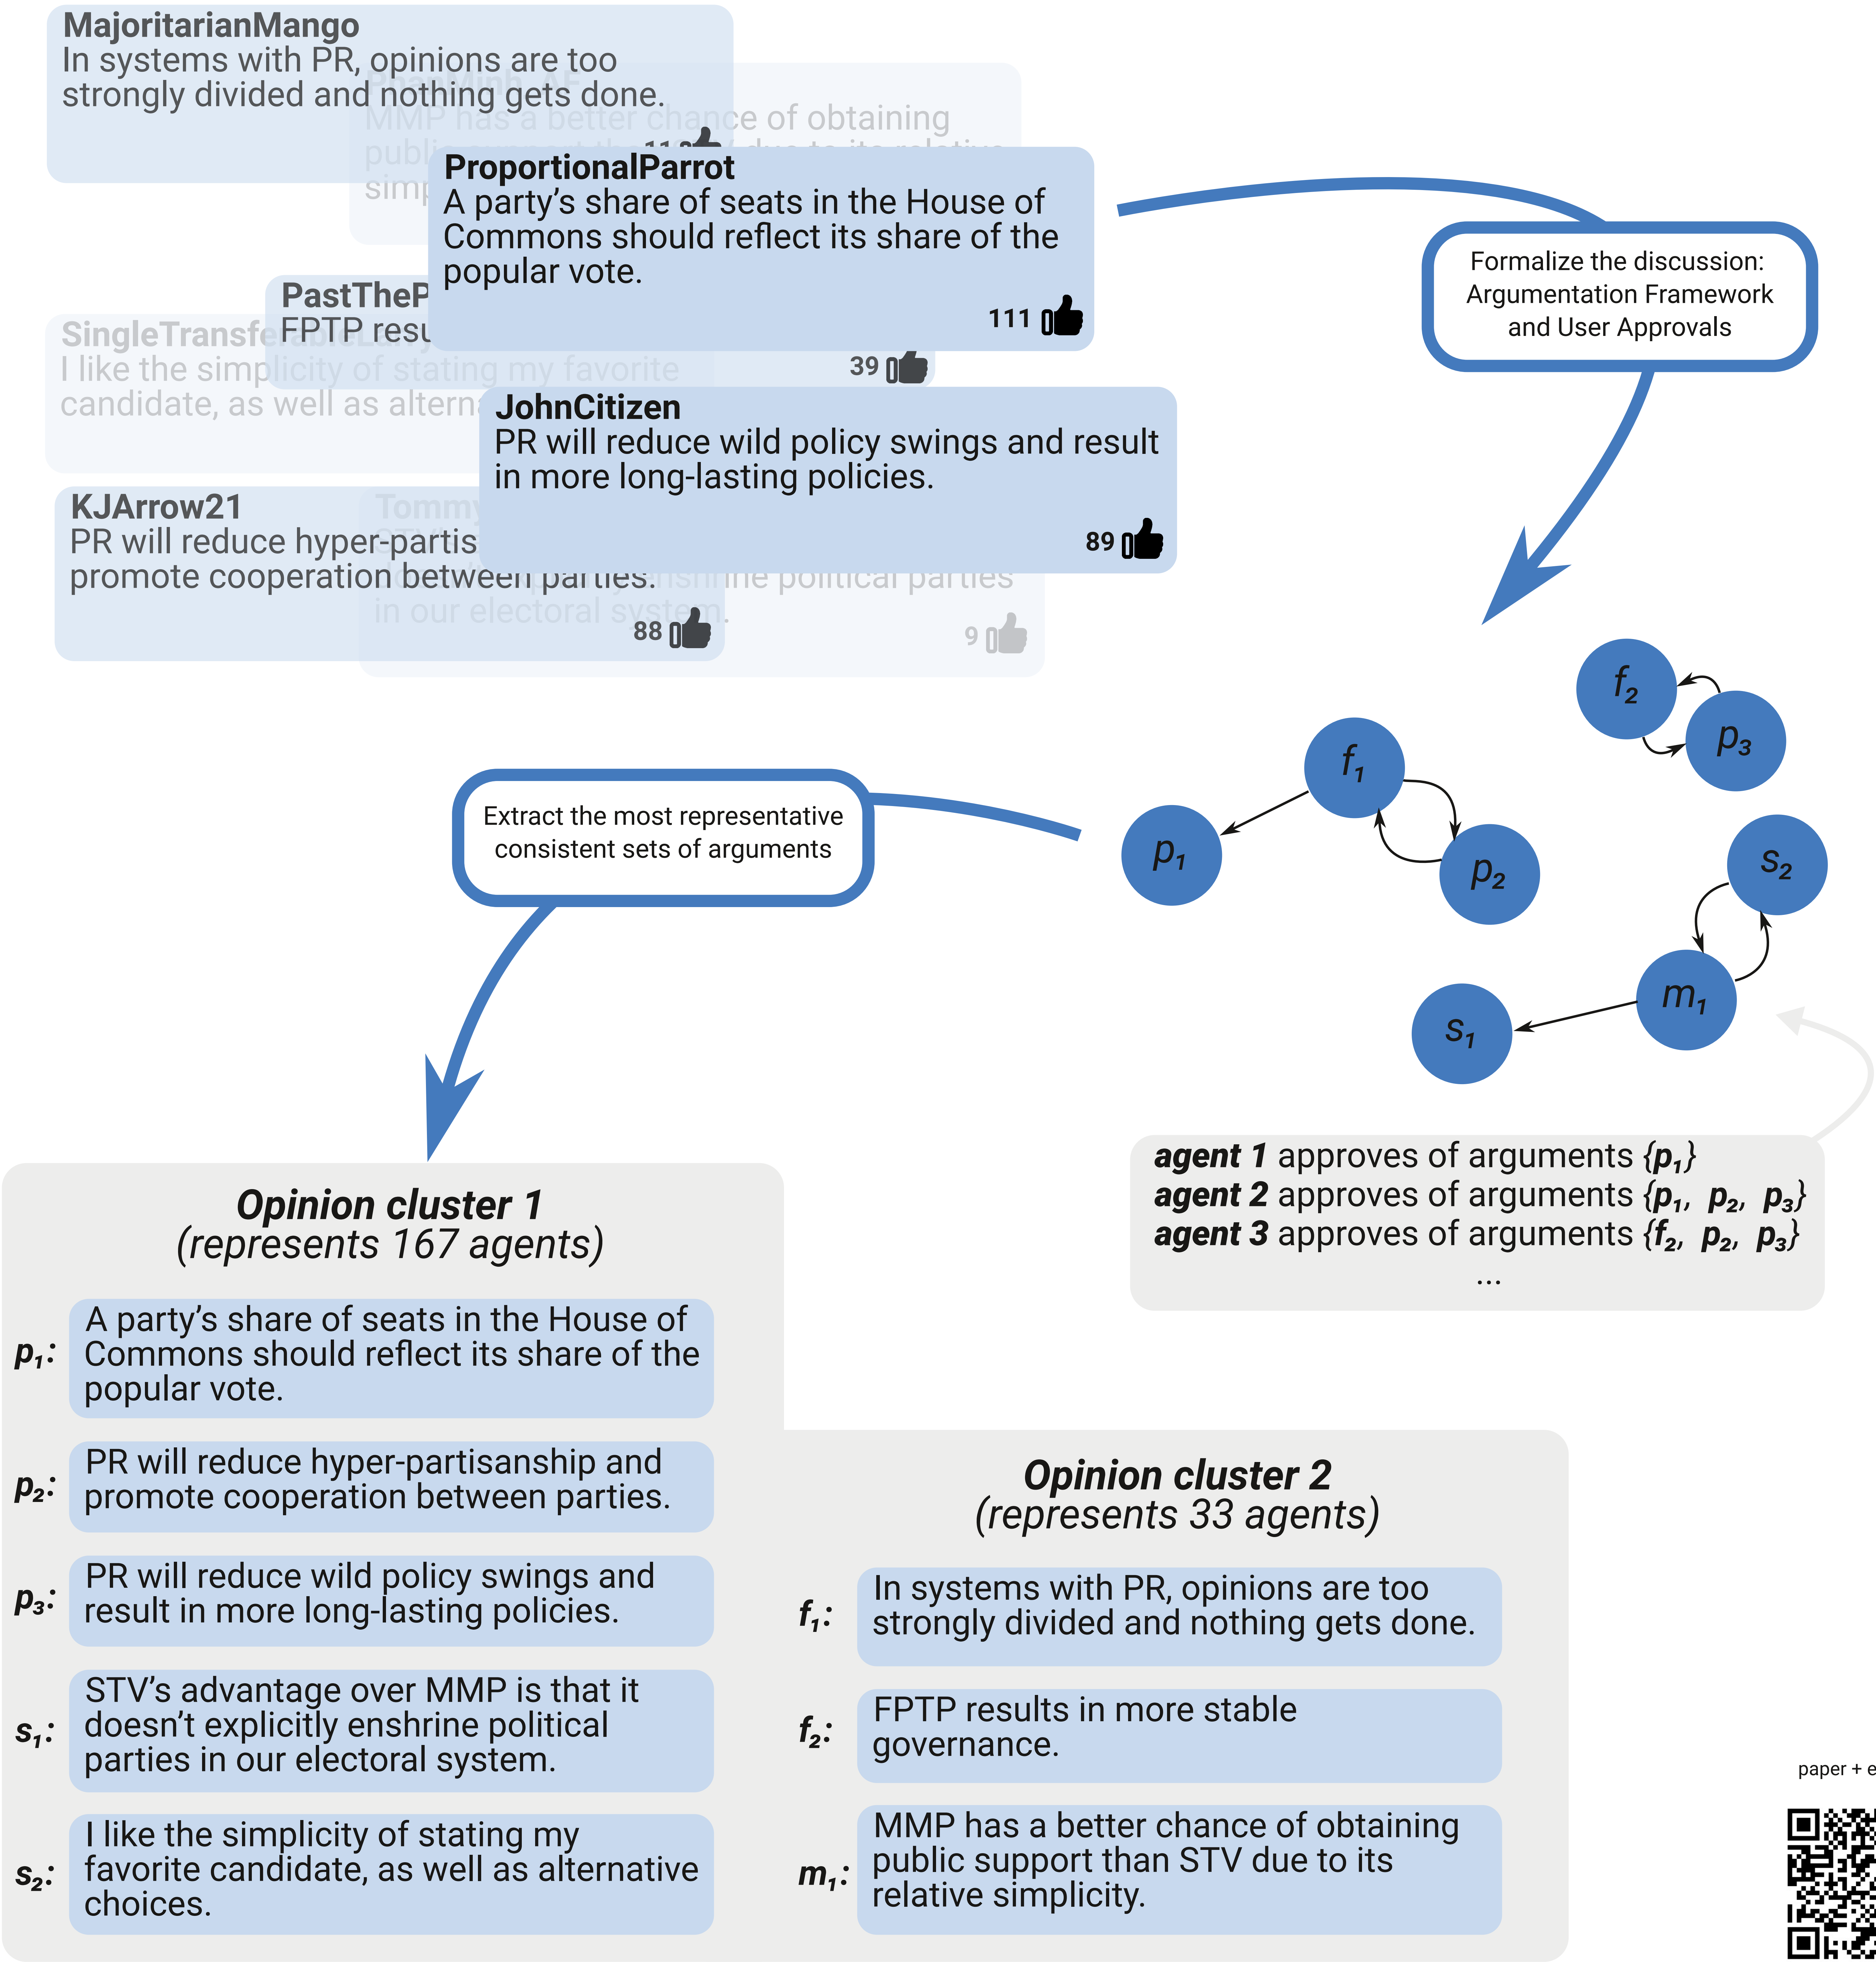 MajoritarianMango
In systems with PR, opinions are too
strongly divided and nothing gets done.
PhanMinh_AF
MMP has a better chance of obtaining
due to its relative
ProportionalParrot
A party's share of seats in the House of
Commons should reflect its share of the
popular vote.
111
PastTheP
FPTP resu
39
I like the simplicity of stating my favorite
candidate, as well as altern
JohnCitizen
PR will reduce wild policy swings and result
in more long-lasting policies.
89
KJArrow21
PR will reduce hyper-partis
promote cooperation between parties.
88
Tommy
political parties
in our electoral system.
9
Formalize the discussion:
Argumentation Framework
and User Approvals
f₂
p₃
f₁
p₁
p₂
s₂
m₁
s₁
Extract the most representative
consistent sets of arguments
agent 1 approves of arguments {p₁}
agent 2 approves of arguments {p₁, p₂, p₃}
agent 3 approves of arguments {f₂, p₂, p₃}
...
Opinion cluster 1
(represents 167 agents)
p₁: A party's share of seats in the House of
Commons should reflect its share of the
popular vote.
p₂: PR will reduce hyper-partisanship and
promote cooperation between parties.
p₃: PR will reduce wild policy swings and
result in more long-lasting policies.
s₁: STV's advantage over MMP is that it
doesn't explicitly enshrine political
parties in our electoral system.
s₂: I like the simplicity of stating my
favorite candidate, as well as alternative
choices.
Opinion cluster 2
(represents 33 agents)
f₁: In systems with PR, opinions are too
strongly divided and nothing gets done.
f₂: FPTP results in more stable
governance.
m₁: MMP has a better chance of obtaining
public support than STV due to its
relative simplicity.
paper + e